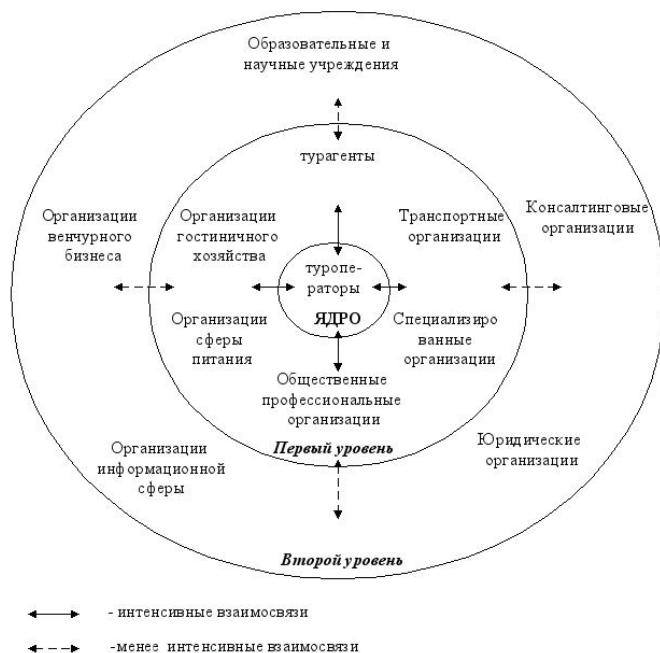 Образовательные и
научные учреждения
турагенты
Организации
венчурного
бизнеса
Организации
гостиничного
хозяйства
Транспортные
организации
Консалтинговые
организации
туропе-
раторы
ЯДРО
Организации
сферы
питания
Специализиро
ванные
организации
Общественные
профессиональные
организации
Первый уровень
Организации
информационной
сферы
Юридические
организации
Второй уровень
- интенсивные взаимосвязи
-менее интенсивные взаимосвязи